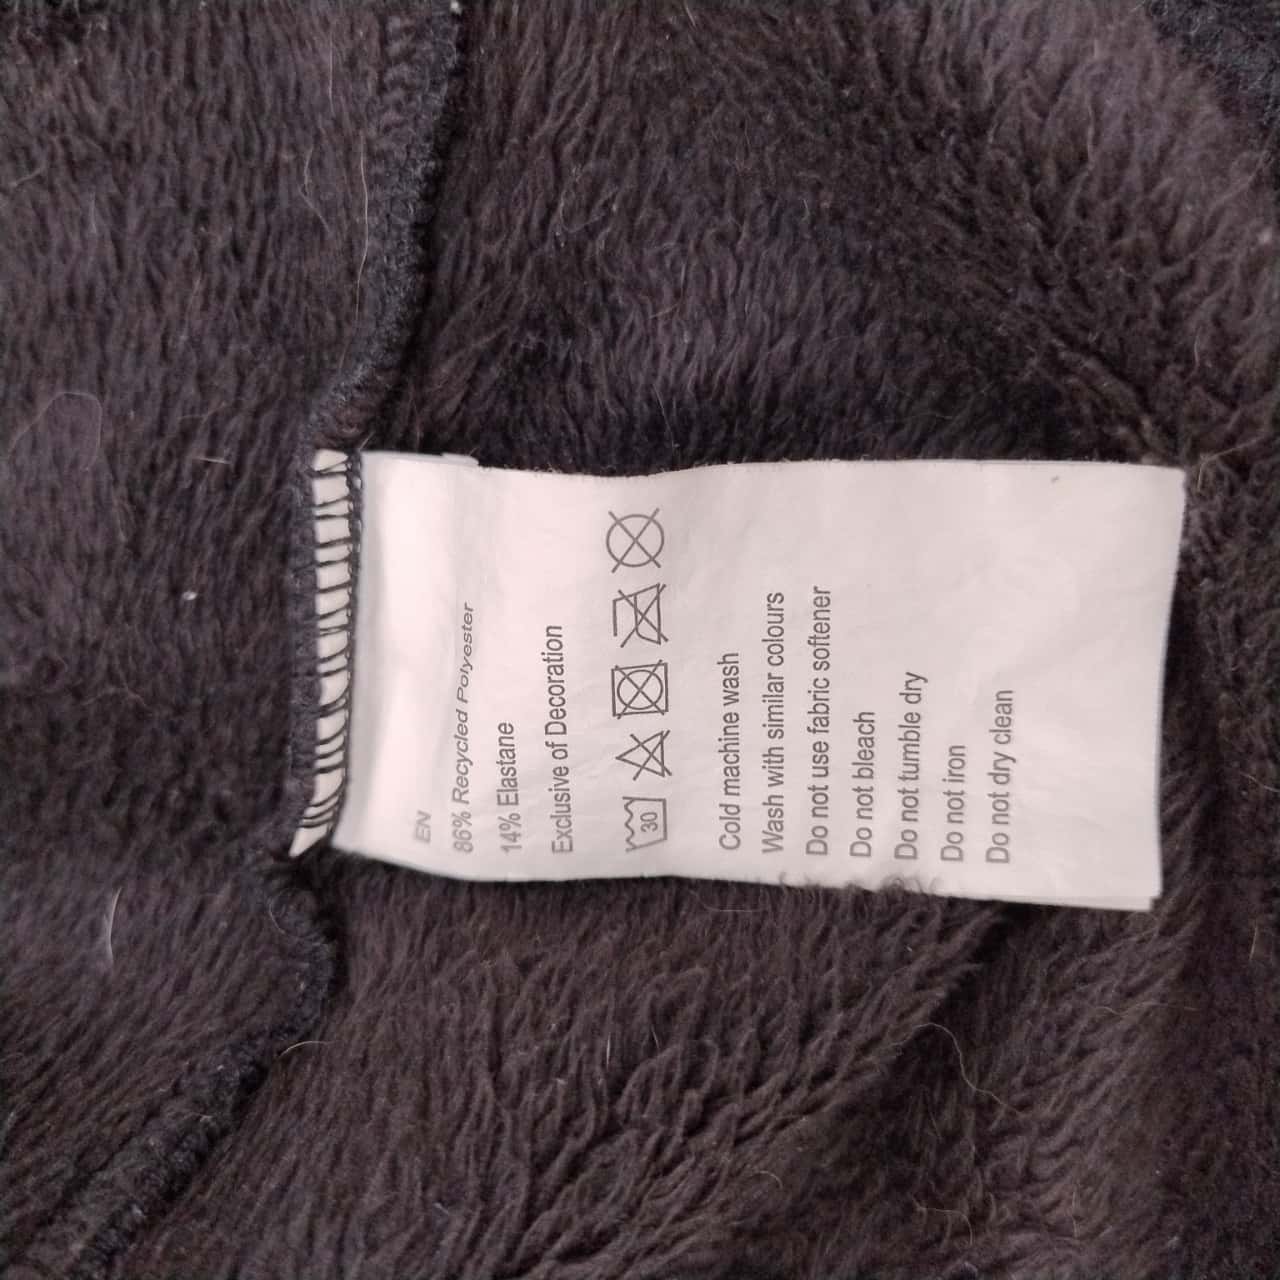 EN
86% Recycled Polyester
14% Elastane
Exclusive of Decoration
30
Cold machine wash
Wash with similar colours
Do not use fabric softener
Do not bleach
Do not tumble dry
Do not iron
Do not dry clean